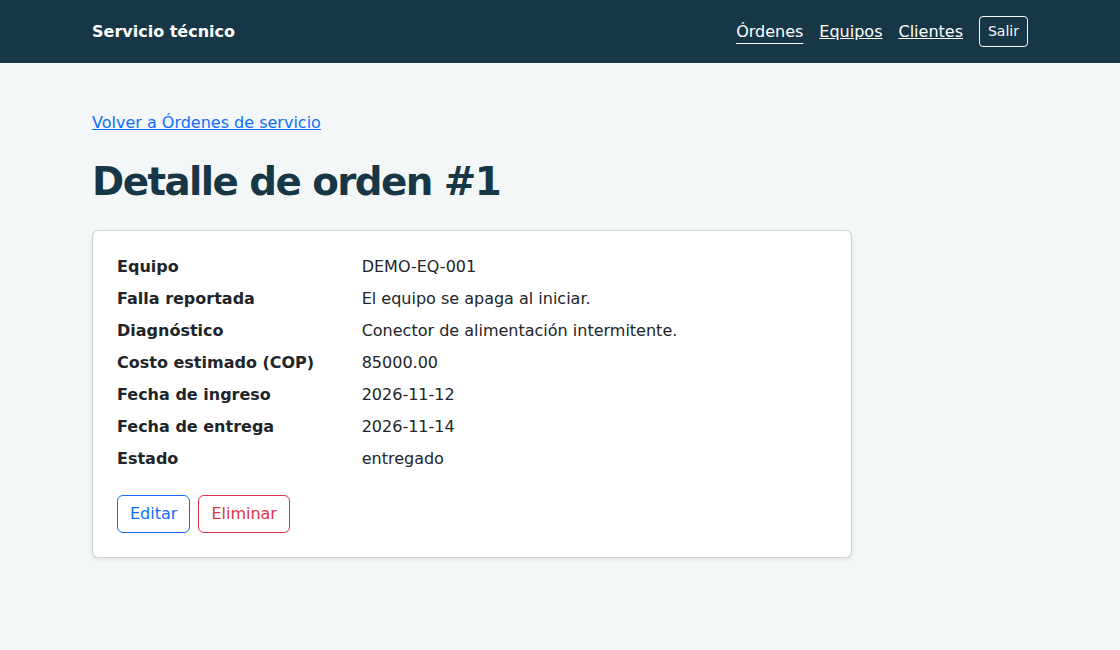 Servicio técnico Órdenes Equipos Clientes Salir
Volver a Órdenes de servicio
Detalle de orden #1
Equipo DEMO-EQ-001
Falla reportada El equipo se apaga al iniciar.
Diagnóstico Conector de alimentación intermitente.
Costo estimado (COP) 85000.00
Fecha de ingreso 2026-11-12
Fecha de entrega 2026-11-14
Estado entregado
Editar Eliminar